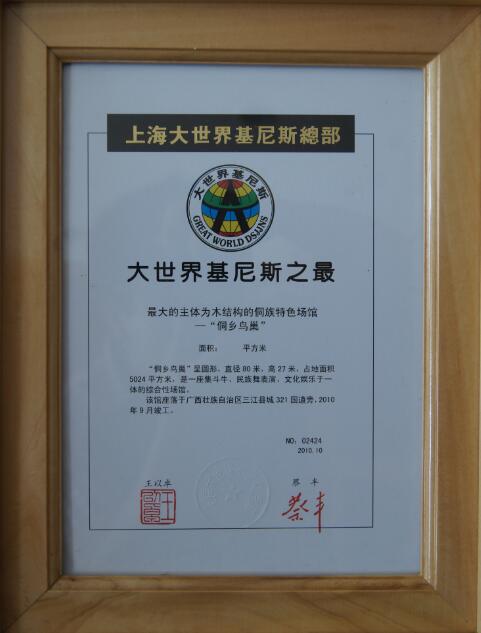 上海大世界基尼斯總部
大世界基尼斯
GREAT WORLD DSJJNS
大世界基尼斯之最
最大的主体为木结构的侗族特色场馆
—“侗乡鸟巢”
面积： 平方米
“侗乡鸟巢”呈圆形，直径80米，高27米，占地面积
5024平方米，是一座集斗牛、民族舞表演、文化娱乐于一
体的综合性场馆。
该馆座落于广西壮族自治区三江县城321国道旁，2010
年9月竣工。
NO：02424
2010.10
王以卓 蔡丰
蔡丰